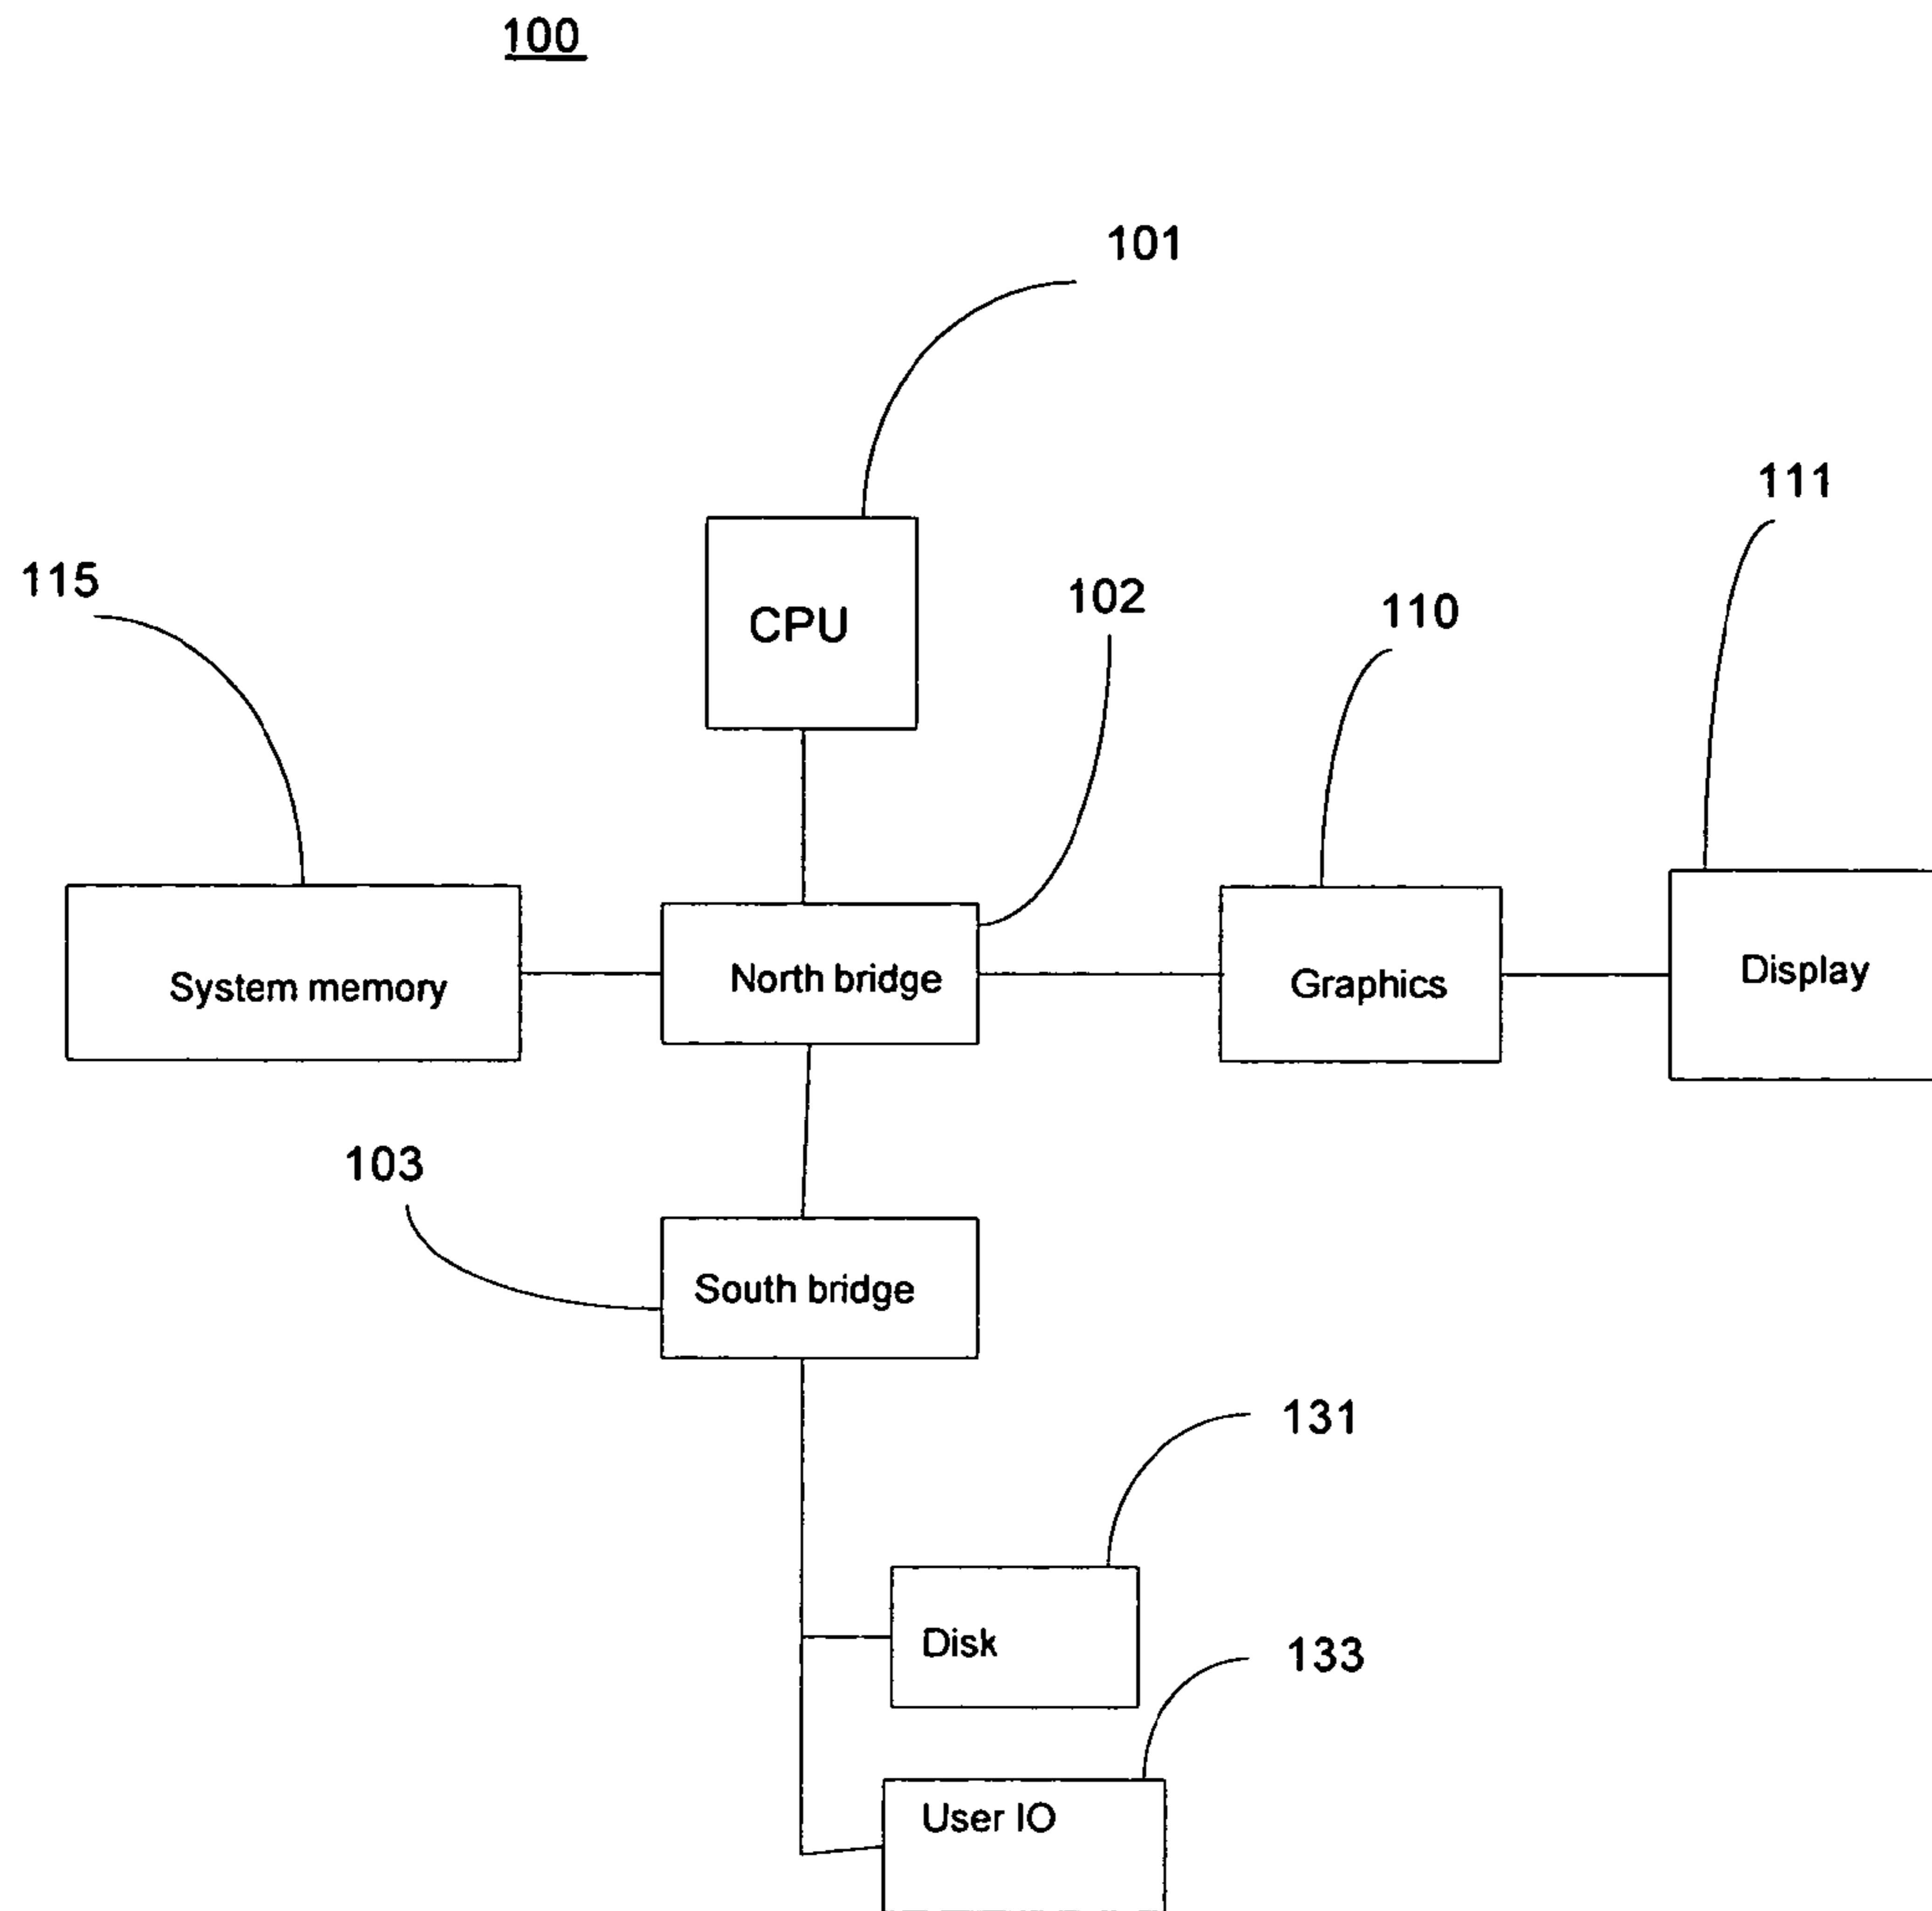 100
101
111
115
102
110
CPU
System memory
North bridge
Graphics
Display
103
South bridge
131
Disk
133
User IO